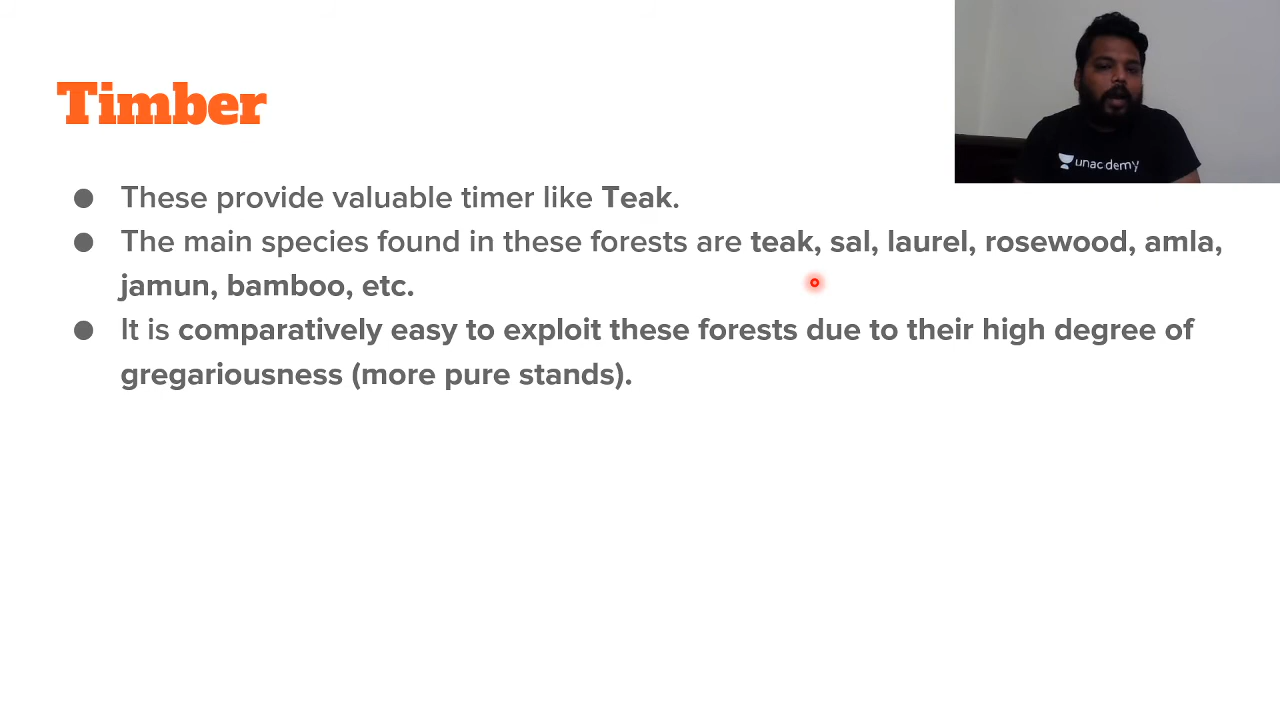 Timber
unacdemy
● These provide valuable timer like Teak.
● The main species found in these forests are teak, sal, laurel, rosewood, amla,
jamun, bamboo, etc.
● It is comparatively easy to exploit these forests due to their high degree of
gregariousness (more pure stands).